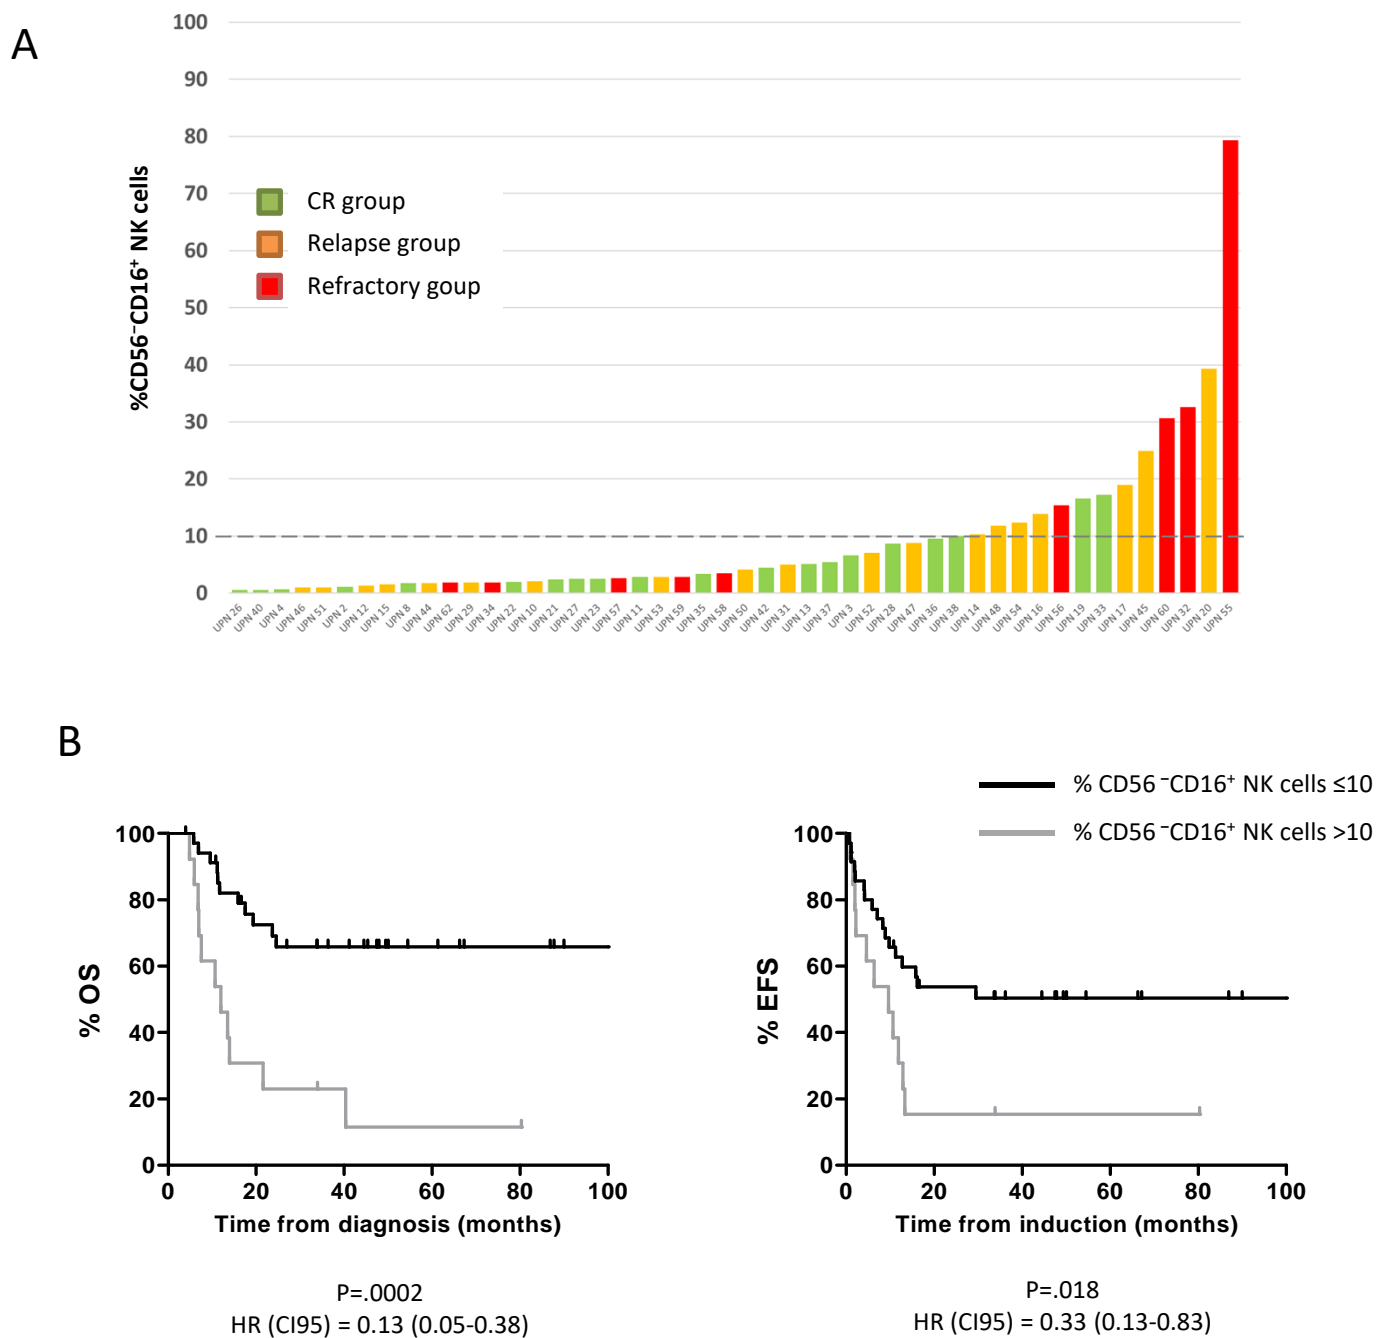 A
100
90
80
70
60
50
40
30
20
10
0
%CD56⁻CD16⁺ NK cells
CR group
Relapse group
Refractory goup
UPN 26
UPN 40
UPN 4
UPN 46
UPN 51
UPN 2
UPN 12
UPN 15
UPN 8
UPN 44
UPN 62
UPN 29
UPN 34
UPN 22
UPN 10
UPN 21
UPN 27
UPN 23
UPN 57
UPN 11
UPN 53
UPN 59
UPN 35
UPN 58
UPN 50
UPN 42
UPN 31
UPN 13
UPN 37
UPN 3
UPN 52
UPN 28
UPN 47
UPN 36
UPN 38
UPN 14
UPN 48
UPN 54
UPN 16
UPN 56
UPN 19
UPN 33
UPN 17
UPN 45
UPN 60
UPN 32
UPN 20
UPN 55
B
% CD56⁻CD16⁺ NK cells ≤10
% CD56⁻CD16⁺ NK cells >10
100
80
60
40
20
0
% OS
0 20 40 60 80 100
Time from diagnosis (months)
P=.0002
HR (CI95) = 0.13 (0.05-0.38)
100
80
60
40
20
0
% EFS
0 20 40 60 80 100
Time from induction (months)
P=.018
HR (CI95) = 0.33 (0.13-0.83)